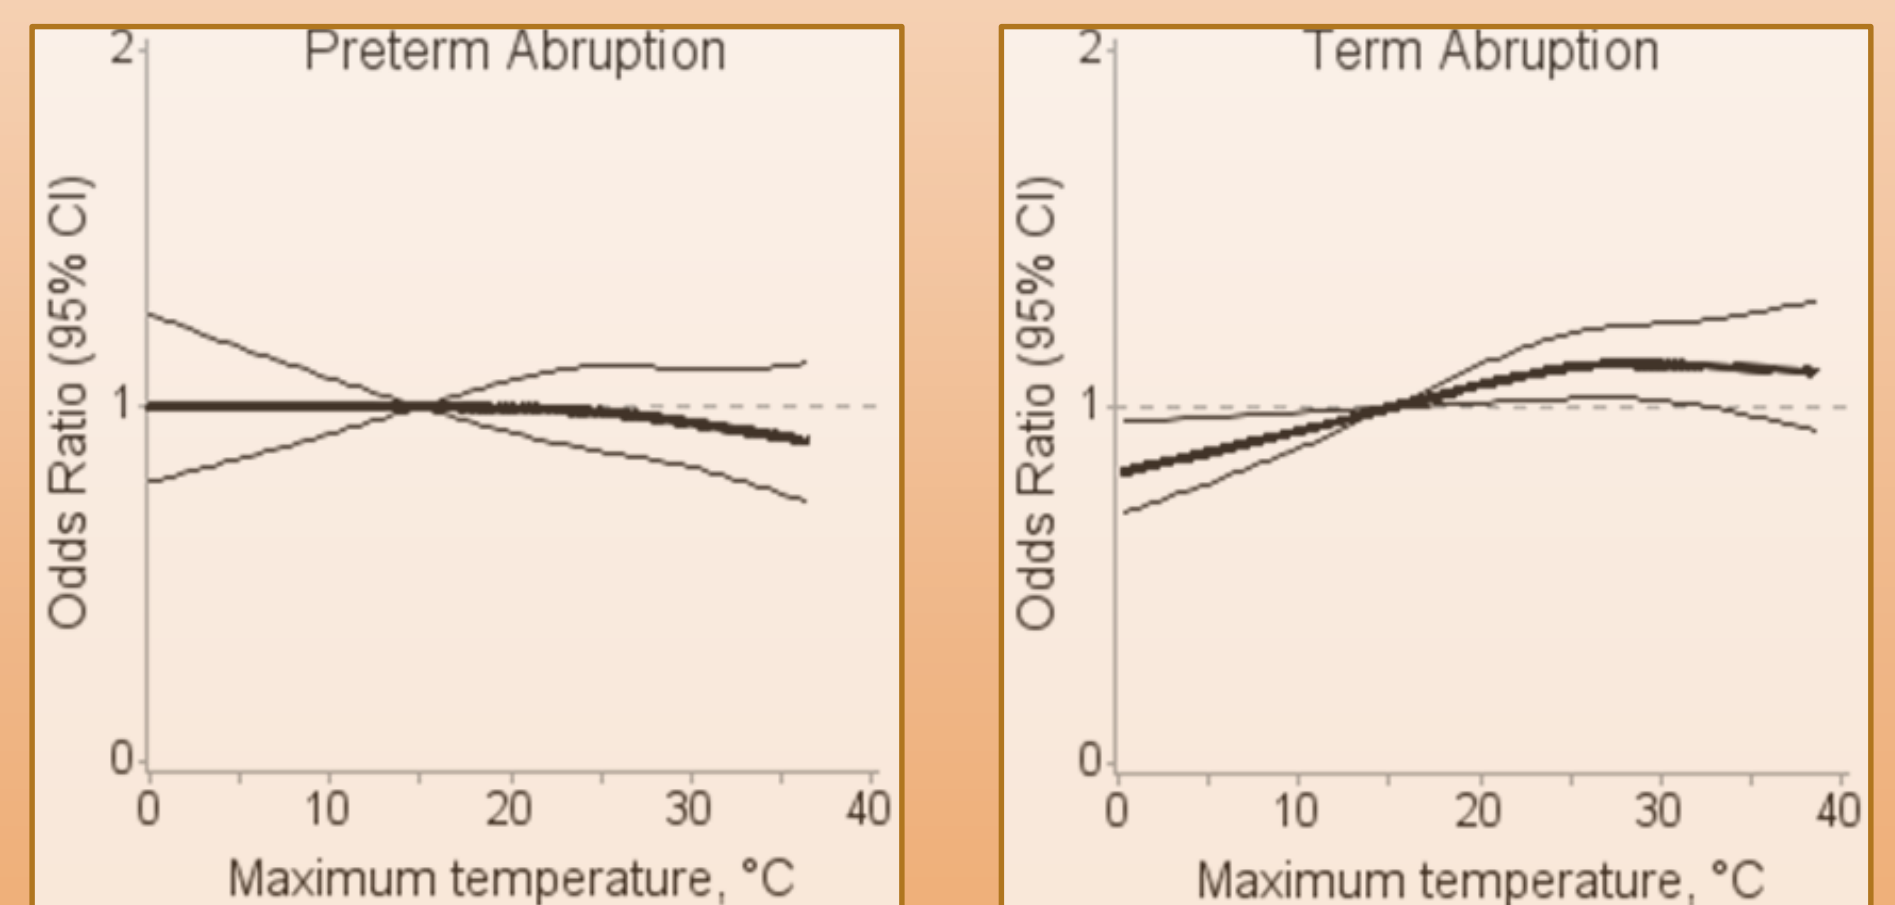 Preterm Abruption
2
1
0
Odds Ratio (95% CI)
0 10 20 30 40
Maximum temperature, °C
Term Abruption
2
1
0
Odds Ratio (95% CI)
0 10 20 30 40
Maximum temperature, °C